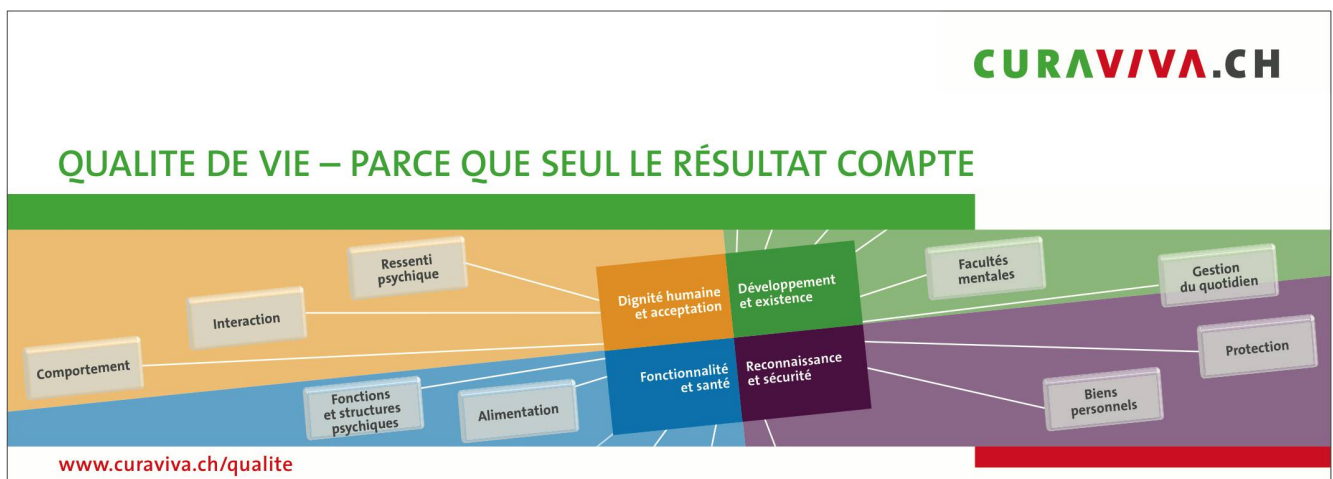 CURAVIVA.CH
QUALITE DE VIE – PARCE QUE SEUL LE RÉSULTAT COMPTE
Ressenti
psychique
Interaction
Comportement
Dignité humaine
et acceptation
Développement
et existence
Facultés
mentales
Gestion
du quotidien
Fonctions
et structures
psychiques
Alimentation
Fonctionnalité
et santé
Reconnaissance
et sécurité
Protection
Biens
personnels
www.curaviva.ch/qualite